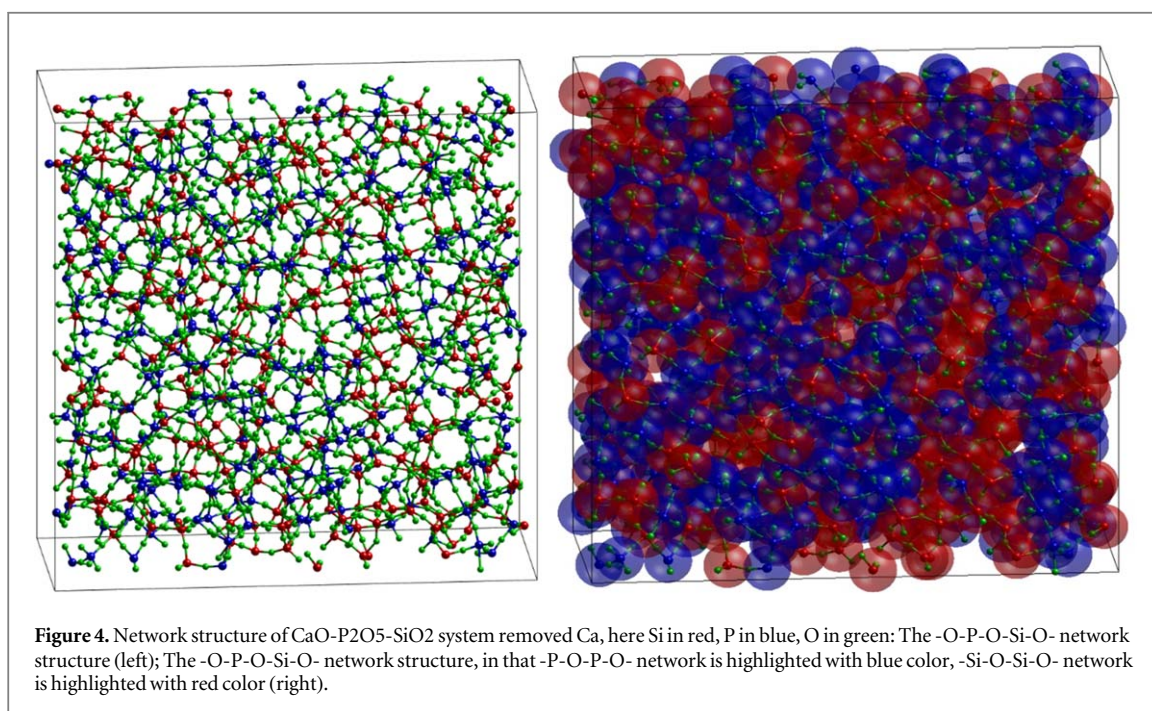 Figure 4. Network structure of CaO-P2O5-SiO2 system removed Ca, here Si in red, P in blue, O in green: The -O-P-O-Si-O- network
structure (left); The -O-P-O-Si-O- network structure, in that -P-O-P-O- network is highlighted with blue color, -Si-O-Si-O- network
is highlighted with red color (right).